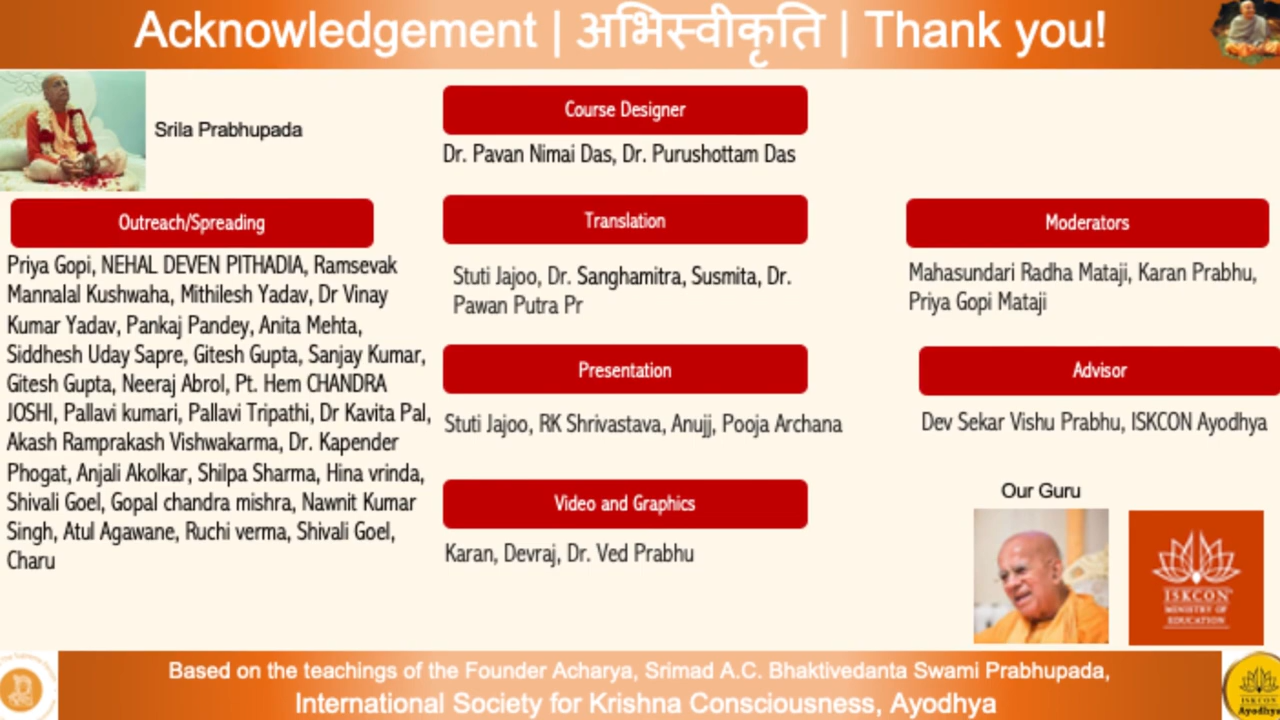 Acknowledgement | अभिस्वीकृति | Thank you!
Srila Prabhupada
Course Designer
Dr. Pavan Nimai Das, Dr. Purushottam Das
Outreach/Spreading
Priya Gopi, NEHAL DEVEN PITHADIA, Ramsevak
Mannalal Kushwaha, Mithilesh Yadav, Dr Vinay
Kumar Yadav, Pankaj Pandey, Anita Mehta,
Siddhesh Uday Sapre, Gitesh Gupta, Sanjay Kumar,
Gitesh Gupta, Neeraj Abrol, Pt. Hem CHANDRA
JOSHI, Pallavi kumari, Pallavi Tripathi, Dr Kavita Pal,
Akash Ramprakash Vishwakarma, Dr. Kapender
Phogat, Anjali Akolkar, Shilpa Sharma, Hina vrinda,
Shivali Goel, Gopal chandra mishra, Nawnit Kumar
Singh, Atul Agawane, Ruchi verma, Shivali Goel,
Charu
Translation
Stuti Jajoo, Dr. Sanghamitra, Susmita, Dr.
Pawan Putra Pr
Presentation
Stuti Jajoo, RK Shrivastava, Anujj, Pooja Archana
Video and Graphics
Karan, Devraj, Dr. Ved Prabhu
Moderators
Mahasundari Radha Mataji, Karan Prabhu,
Priya Gopi Mataji
Advisor
Dev Sekar Vishu Prabhu, ISKCON Ayodhya
Our Guru
ISKCON
MINISTRY OF
EDUCATION
Based on the teachings of the Founder Acharya, Srimad A.C. Bhaktivedanta Swami Prabhupada,
International Society for Krishna Consciousness, Ayodhya
ISKCON
Ayodhya